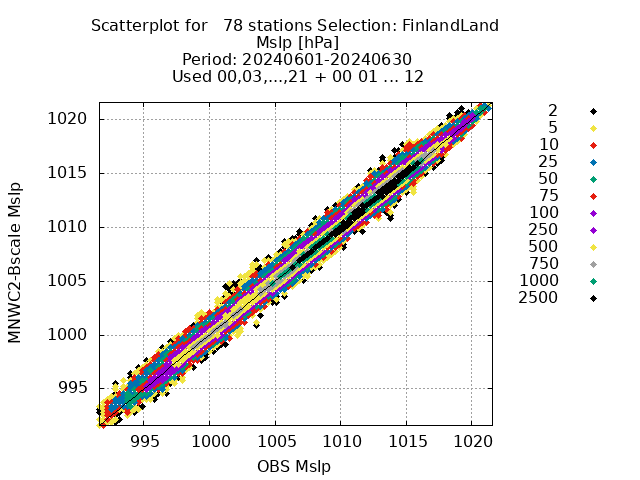 Scatterplot for   78 stations Selection: FinlandLand
Mslp [hPa]
Period: 20240601-20240630
Used 00,03,...,21 + 00 01 ... 12
MNWC2-Bscale Mslp
1020
1015
1010
1005
1000
995
995 1000 1005 1010 1015 1020
OBS Mslp
2
5
10
25
50
75
100
250
500
750
1000
2500